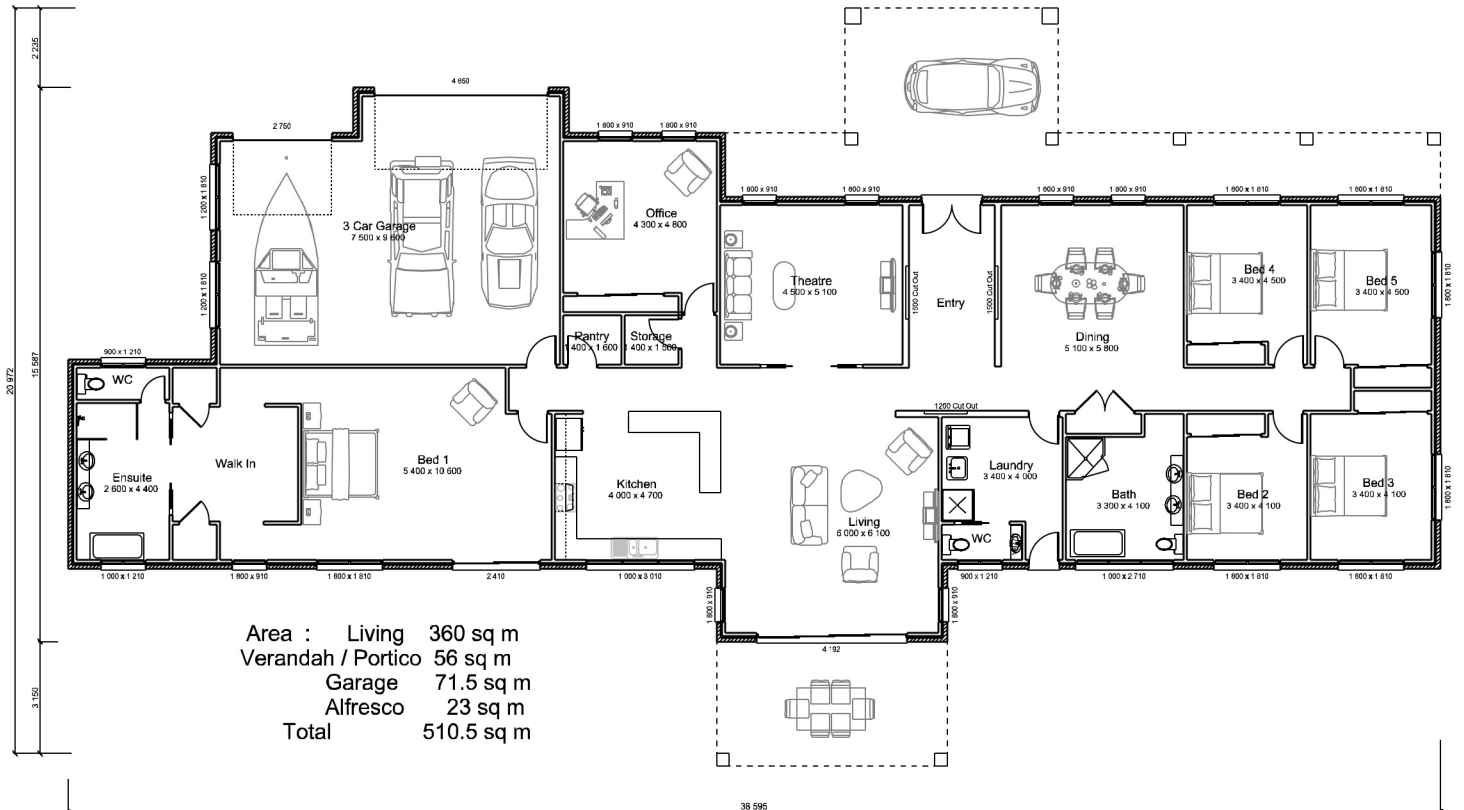 2 235
4 850
2 750
1 800 x 910
1 800 x 910
1 200 x 1 810
1 200 x 1 810
3 Car Garage
7 500 x 9 600
Office
4 300 x 4 800
1 800 x 910
1 800 x 910
1 800 x 910
1 800 x 910
1 800 x 1 810
1 800 x 1 810
Theatre
4 500 x 5 100
1500 Cut Out
Entry
1500 Cut Out
Dining
5 100 x 5 800
Bed 4
3 400 x 4 500
Bed 5
3 400 x 4 500
1 800 x 1 810
Pantry
1 400 x 1 600
Storage
1 400 x 1 500
20 972
15 587
900 x 1 210
WC
Ensuite
2 600 x 4 400
Walk In
Bed 1
5 400 x 10 600
Kitchen
4 000 x 4 700
1200 Cut Out
Living
6 000 x 6 100
Laundry
3 400 x 4 000
WC
Bath
3 300 x 4 100
Bed 2
3 400 x 4 100
Bed 3
3 400 x 4 100
1 800 x 1 810
1 000 x 1 210
1 800 x 910
1 800 x 1 810
2 410
1 000 x 3 010
1 800 x 910
1 800 x 910
900 x 1 210
1 000 x 2 710
1 800 x 1 810
1 800 x 1 810
4 192
3 150
Area : Living 360 sq m
Verandah / Portico 56 sq m
Garage 71.5 sq m
Alfresco 23 sq m
Total 510.5 sq m
38 595